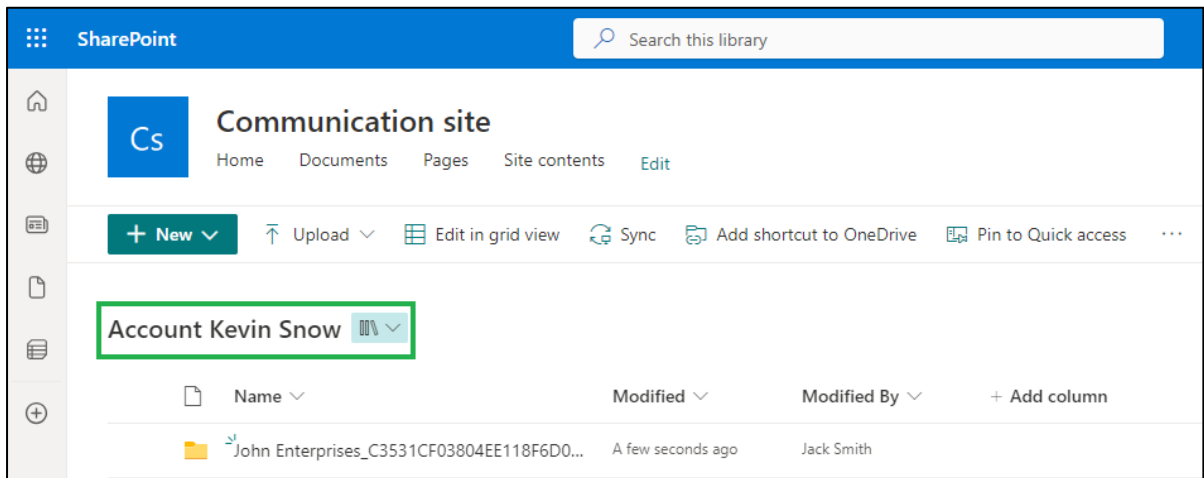 SharePoint Search this library
Cs
Communication site
Home Documents Pages Site contents Edit
+ New Upload Edit in grid view Sync Add shortcut to OneDrive Pin to Quick access ...
Account Kevin Snow
Name Modified Modified By + Add column
John Enterprises_C3531CF03804EE118F6D0... A few seconds ago Jack Smith